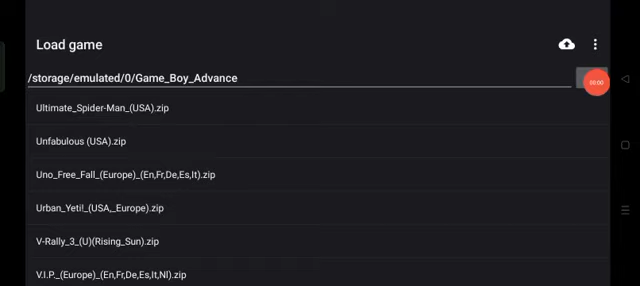 Load game
/storage/emulated/0/Game_Boy_Advance
00:00
Ultimate_Spider-Man_(USA).zip
Unfabulous (USA).zip
Uno_Free_Fall_(Europe)_(En,Fr,De,Es,It).zip
Urban_Yeti!_(USA,_Europe).zip
V-Rally_3_(U)(Rising_Sun).zip
V.I.P._(Europe)_(En,Fr,De,Es,It,Nl).zip